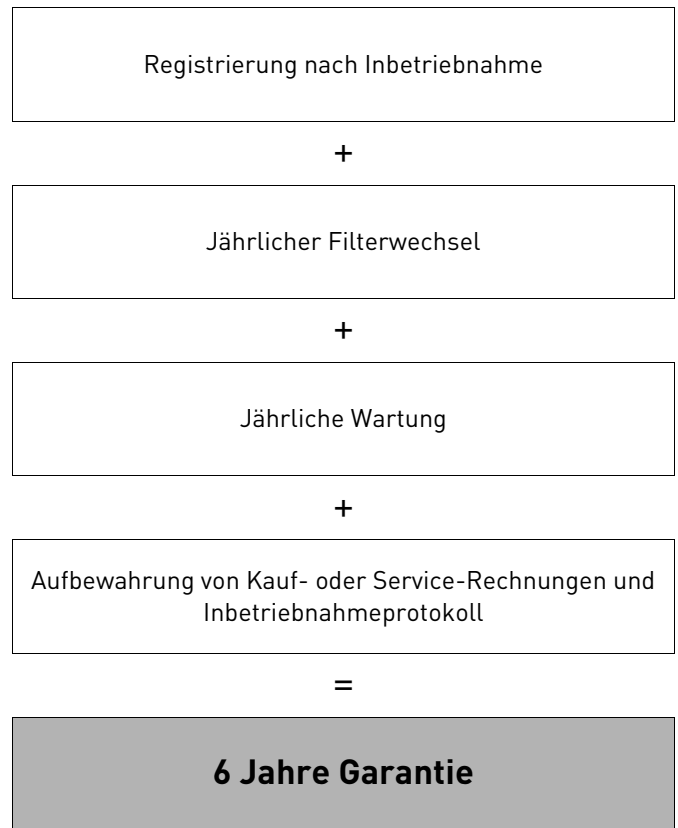 Registrierung nach Inbetriebnahme
+
Jährlicher Filterwechsel
+
Jährliche Wartung
+
Aufbewahrung von Kauf- oder Service-Rechnungen und
Inbetriebnahmeprotokoll
=
6 Jahre Garantie